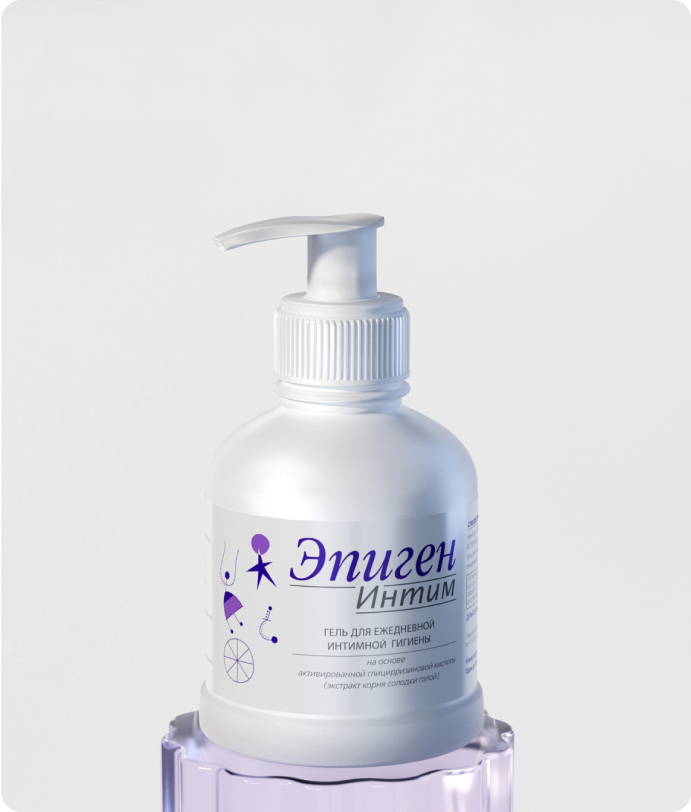 Эпиген
Интим
ГЕЛЬ ДЛЯ ЕЖЕДНЕВНОЙ
ИНТИМНОЙ ГИГИЕНЫ
на основе
активированной глицирризиновой кислоты
(экстракт корня солодки голой)